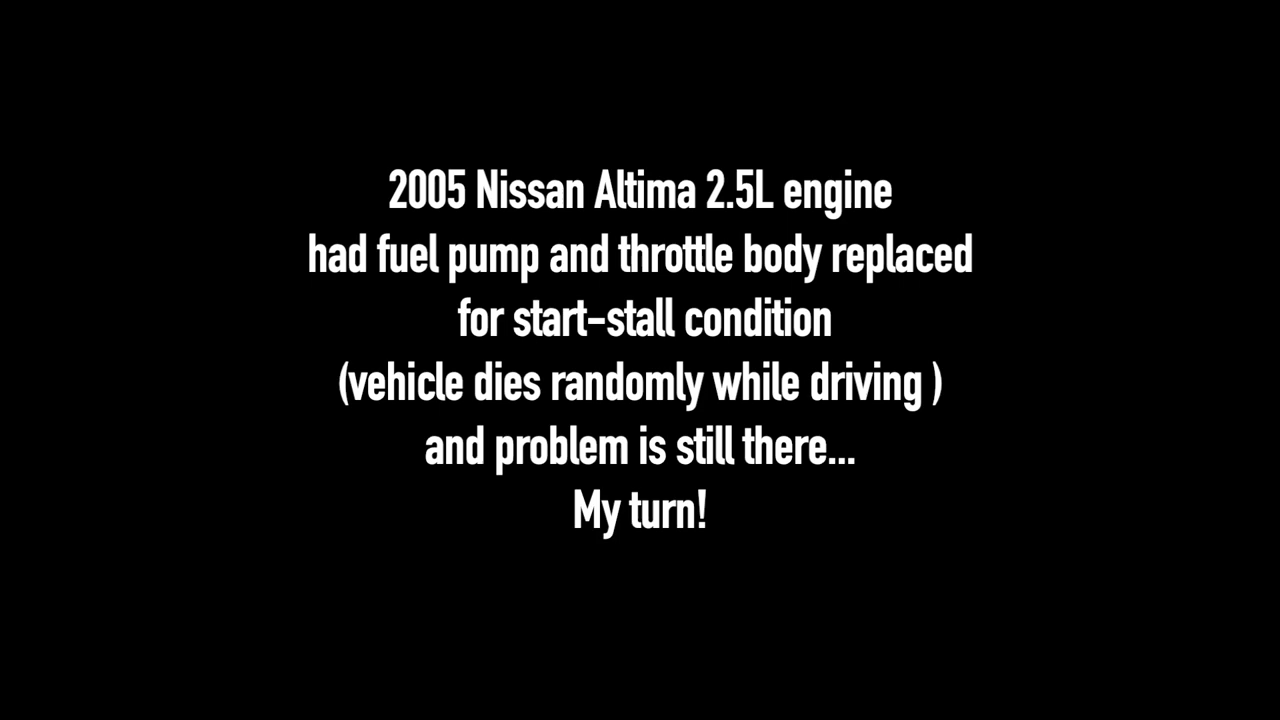 2005 Nissan Altima 2.5L engine
had fuel pump and throttle body replaced
for start-stall condition
(vehicle dies randomly while driving )
and problem is still there...
My turn!